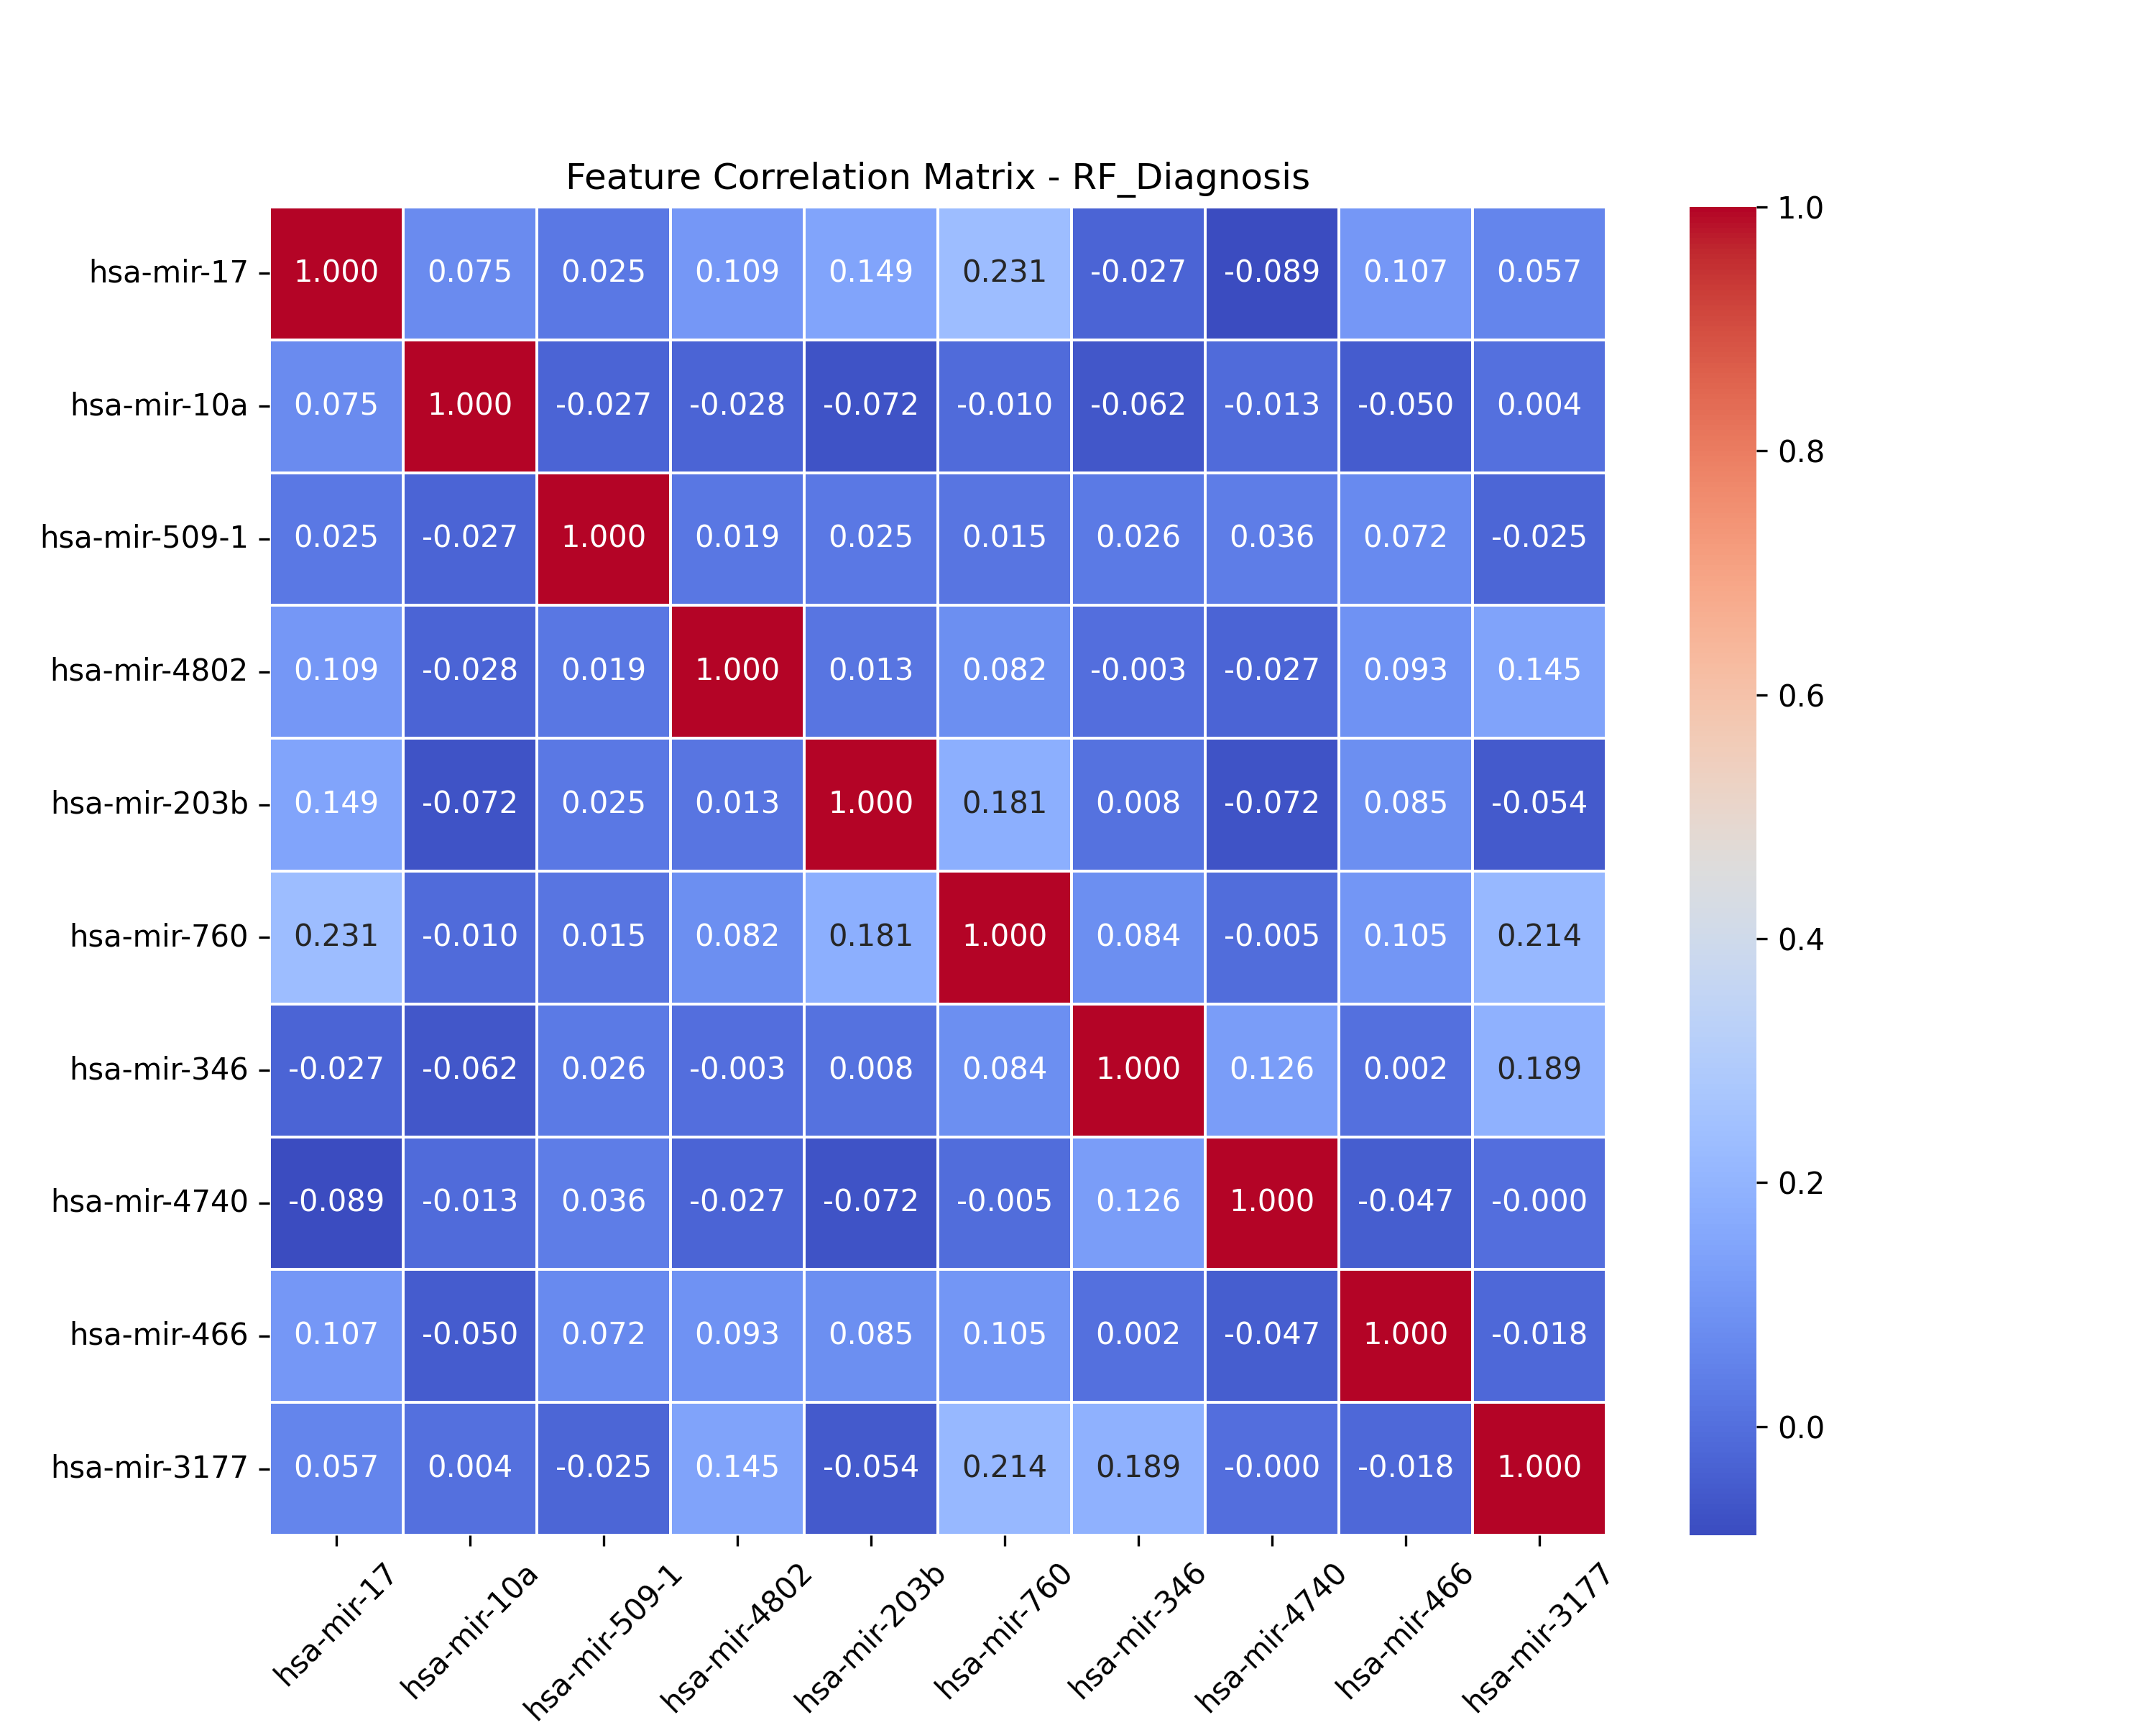 Feature Correlation Matrix - RF_Diagnosis
hsa-mir-17 1.000 0.075 0.025 0.109 0.149 0.231 -0.027 -0.089 0.107 0.057
hsa-mir-10a 0.075 1.000 -0.027 -0.028 -0.072 -0.010 -0.062 -0.013 -0.050 0.004
hsa-mir-509-1 0.025 -0.027 1.000 0.019 0.025 0.015 0.026 0.036 0.072 -0.025
hsa-mir-4802 0.109 -0.028 0.019 1.000 0.013 0.082 -0.003 -0.027 0.093 0.145
hsa-mir-203b 0.149 -0.072 0.025 0.013 1.000 0.181 0.008 -0.072 0.085 -0.054
hsa-mir-760 0.231 -0.010 0.015 0.082 0.181 1.000 0.084 -0.005 0.105 0.214
hsa-mir-346 -0.027 -0.062 0.026 -0.003 0.008 0.084 1.000 0.126 0.002 0.189
hsa-mir-4740 -0.089 -0.013 0.036 -0.027 -0.072 -0.005 0.126 1.000 -0.047 -0.000
hsa-mir-466 0.107 -0.050 0.072 0.093 0.085 0.105 0.002 -0.047 1.000 -0.018
hsa-mir-3177 0.057 0.004 -0.025 0.145 -0.054 0.214 0.189 -0.000 -0.018 1.000
hsa-mir-17 hsa-mir-10a hsa-mir-509-1 hsa-mir-4802 hsa-mir-203b hsa-mir-760 hsa-mir-346 hsa-mir-4740 hsa-mir-466 hsa-mir-3177
1.0
0.8
0.6
0.4
0.2
0.0